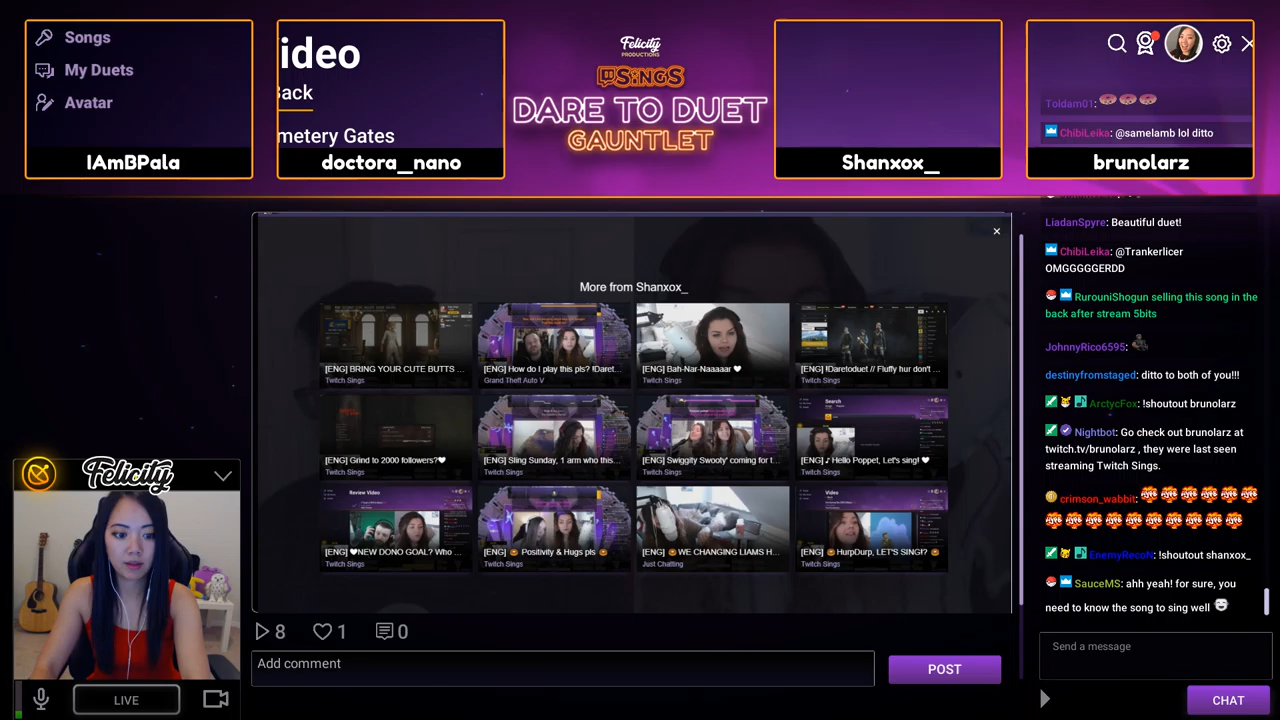 Songs
My Duets
Avatar
IAmBPala
ideo
Back
metery Gates
doctora__nano
Felicity
PRODUCTIONS
SINGS
DARE TO DUET
GAUNTLET
Shanxox_
Toldam01:
ChibiLeika: @samelamb lol ditto
brunolarz
More from Shanxox_
[ENG] BRING YOUR CUTE BUTTS ...
Twitch Sings
[ENG] How do I play this pls? !Daret...
Grand Theft Auto V
[ENG] Bah-Nar-Naaaaar ♥
Twitch Sings
[ENG] !Daretoduet // Fluffy hur don't ...
Twitch Sings
[ENG] Grind to 2000 followers?♥
Twitch Sings
[ENG] Sling Sunday, 1 arm who this...
Twitch Sings
[ENG] Swiggity Swooty' coming for t...
Twitch Sings
Search
[ENG] ♪ Hello Poppet, Let's sing! ♥
Twitch Sings
Review Video
[ENG] ♥NEW DONO GOAL? Who ...
Twitch Sings
[ENG] 🎃 Positivity & Hugs pls 🎃
Twitch Sings
[ENG] 🎃WE CHANGING LIAMS H...
Just Chatting
Video
[ENG] 🎃HurpDurp, LET'S SING!? 🎃
Twitch Sings
8
1
0
Add comment
POST
LiadanSpyre: Beautiful duet!
ChibiLeika: @Trankerlicer
OMGGGGGERDD
RurouniShogun selling this song in the
back after stream 5bits
JohnnyRico6595:
destinyfromstaged: ditto to both of you!!!
ArctycFox: !shoutout brunolarz
Nightbot: Go check out brunolarz at
twitch.tv/brunolarz , they were last seen
streaming Twitch Sings.
crimson_wabbit:
EnemyRecoN: !shoutout shanxox_
SauceMS: ahh yeah! for sure, you
need to know the song to sing well
Send a message
CHAT
Felicity
LIVE